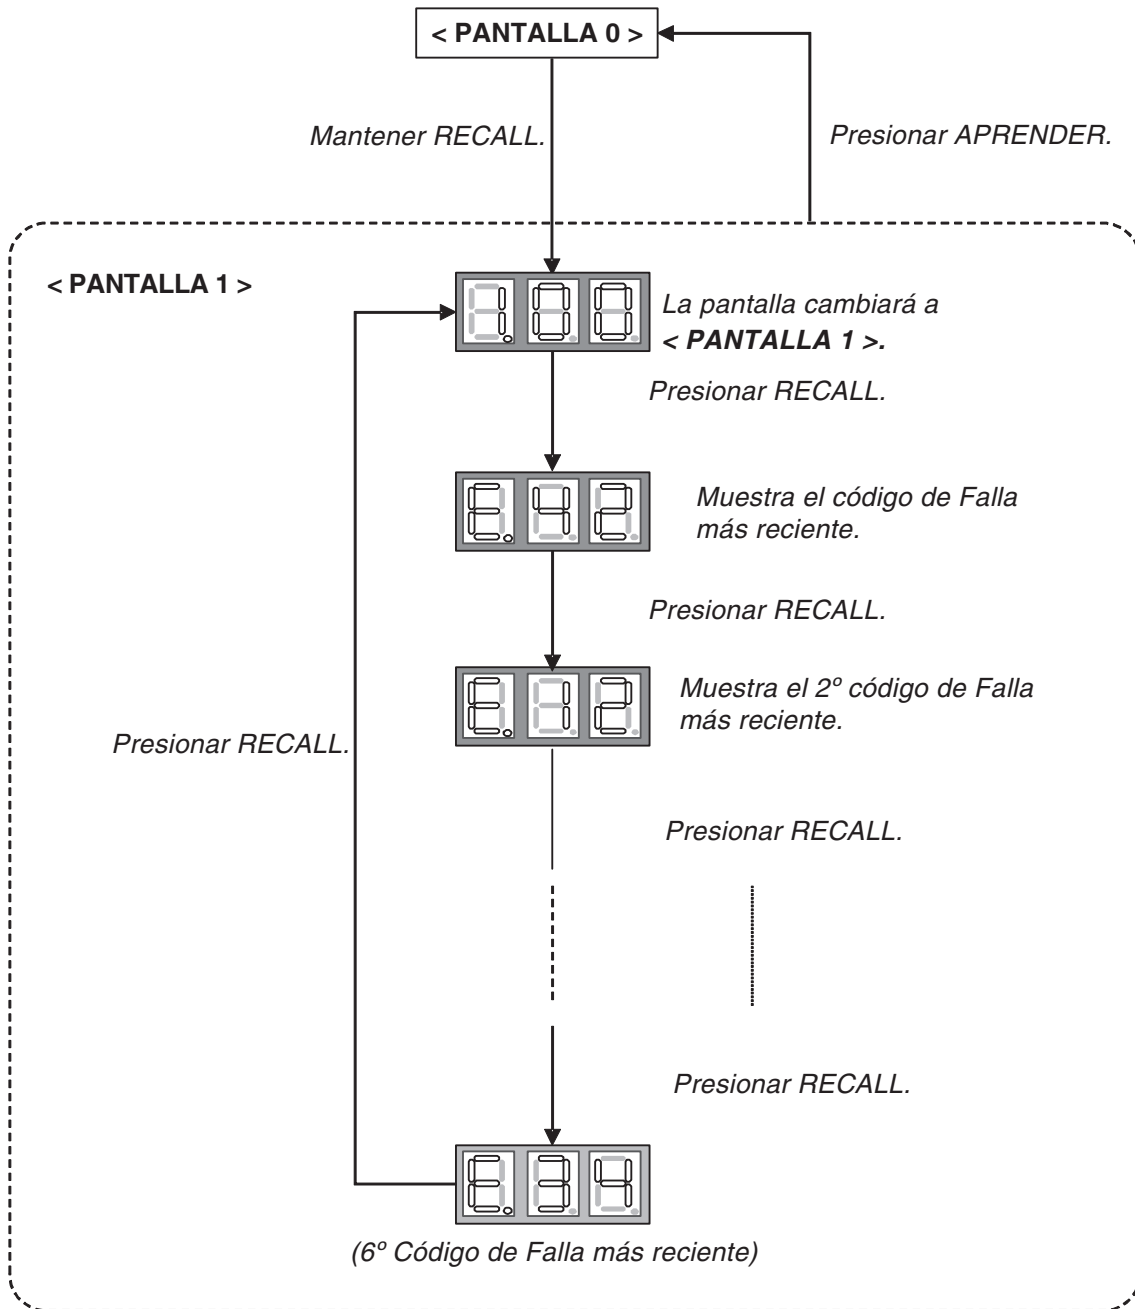 < PANTALLA 0 >
Mantener RECALL.
Presionar APRENDER.
< PANTALLA 1 >
1.00
La pantalla cambiará a
< PANTALLA 1 >.
Presionar RECALL.
E.42
Muestra el código de Falla
más reciente.
Presionar RECALL.
E.12
Muestra el 2º código de Falla
más reciente.
Presionar RECALL.
Presionar RECALL.
Presionar RECALL.
E.34
(6º Código de Falla más reciente)